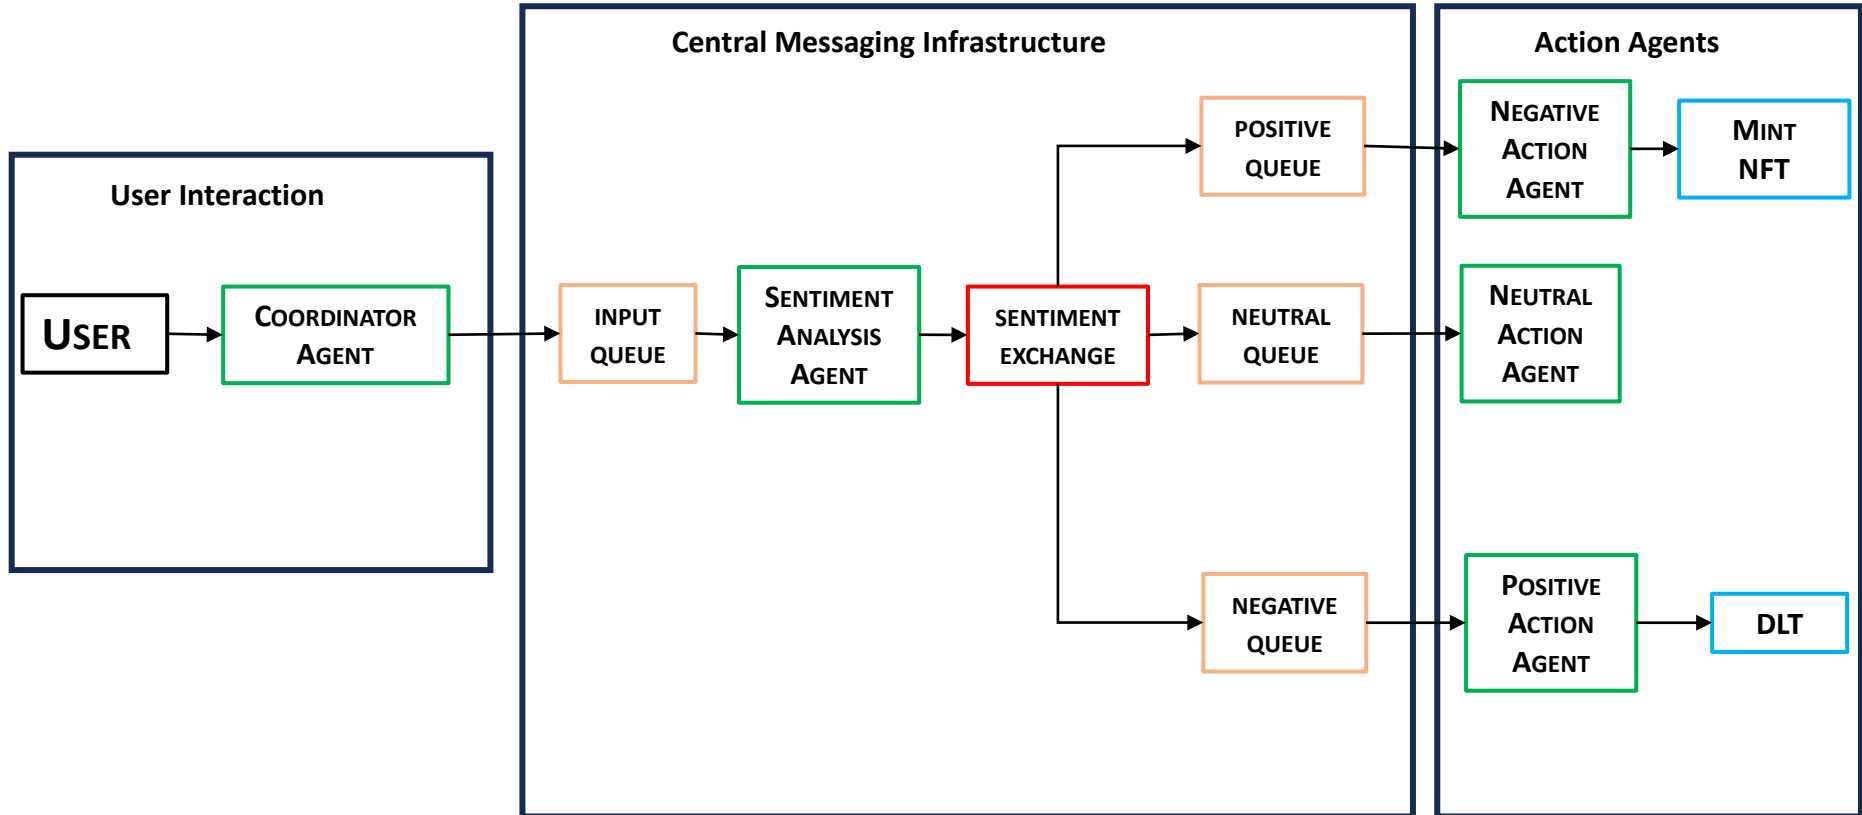 User Interaction
USER
COORDINATOR
AGENT
Central Messaging Infrastructure
INPUT
QUEUE
SENTIMENT
ANALYSIS
AGENT
SENTIMENT
EXCHANGE
POSITIVE
QUEUE
NEUTRAL
QUEUE
NEGATIVE
QUEUE
Action Agents
NEGATIVE
ACTION
AGENT
MINT
NFT
NEUTRAL
ACTION
AGENT
POSITIVE
ACTION
AGENT
DLT